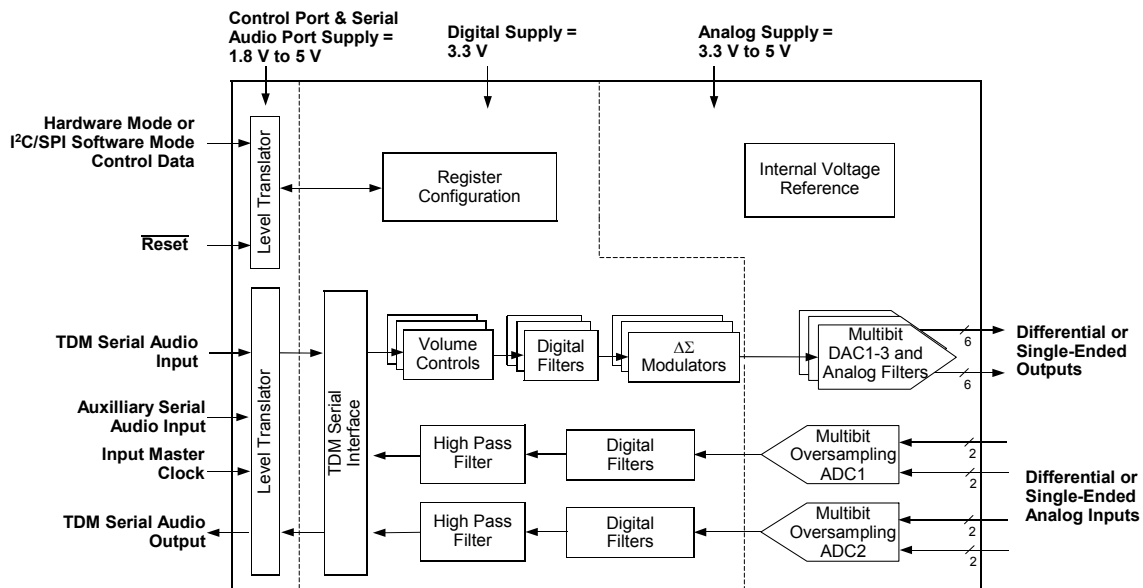 Control Port & Serial
Audio Port Supply =
1.8 V to 5 V
Digital Supply =
3.3 V
Analog Supply =
3.3 V to 5 V
Hardware Mode or
I²C/SPI Software Mode
Control Data
Reset
Level Translator
Register
Configuration
Internal Voltage
Reference
TDM Serial Audio
Input
Auxilliary Serial
Audio Input
Input Master
Clock
TDM Serial Audio
Output
Level Translator
TDM Serial
Interface
Volume
Controls
Digital
Filters
ΔΣ
Modulators
Multibit
DAC1-3 and
Analog Filters
6
6
Differential or
Single-Ended
Outputs
High Pass
Filter
Digital
Filters
Multibit
Oversampling
ADC1
2
2
High Pass
Filter
Digital
Filters
Multibit
Oversampling
ADC2
2
2
Differential or
Single-Ended
Analog Inputs